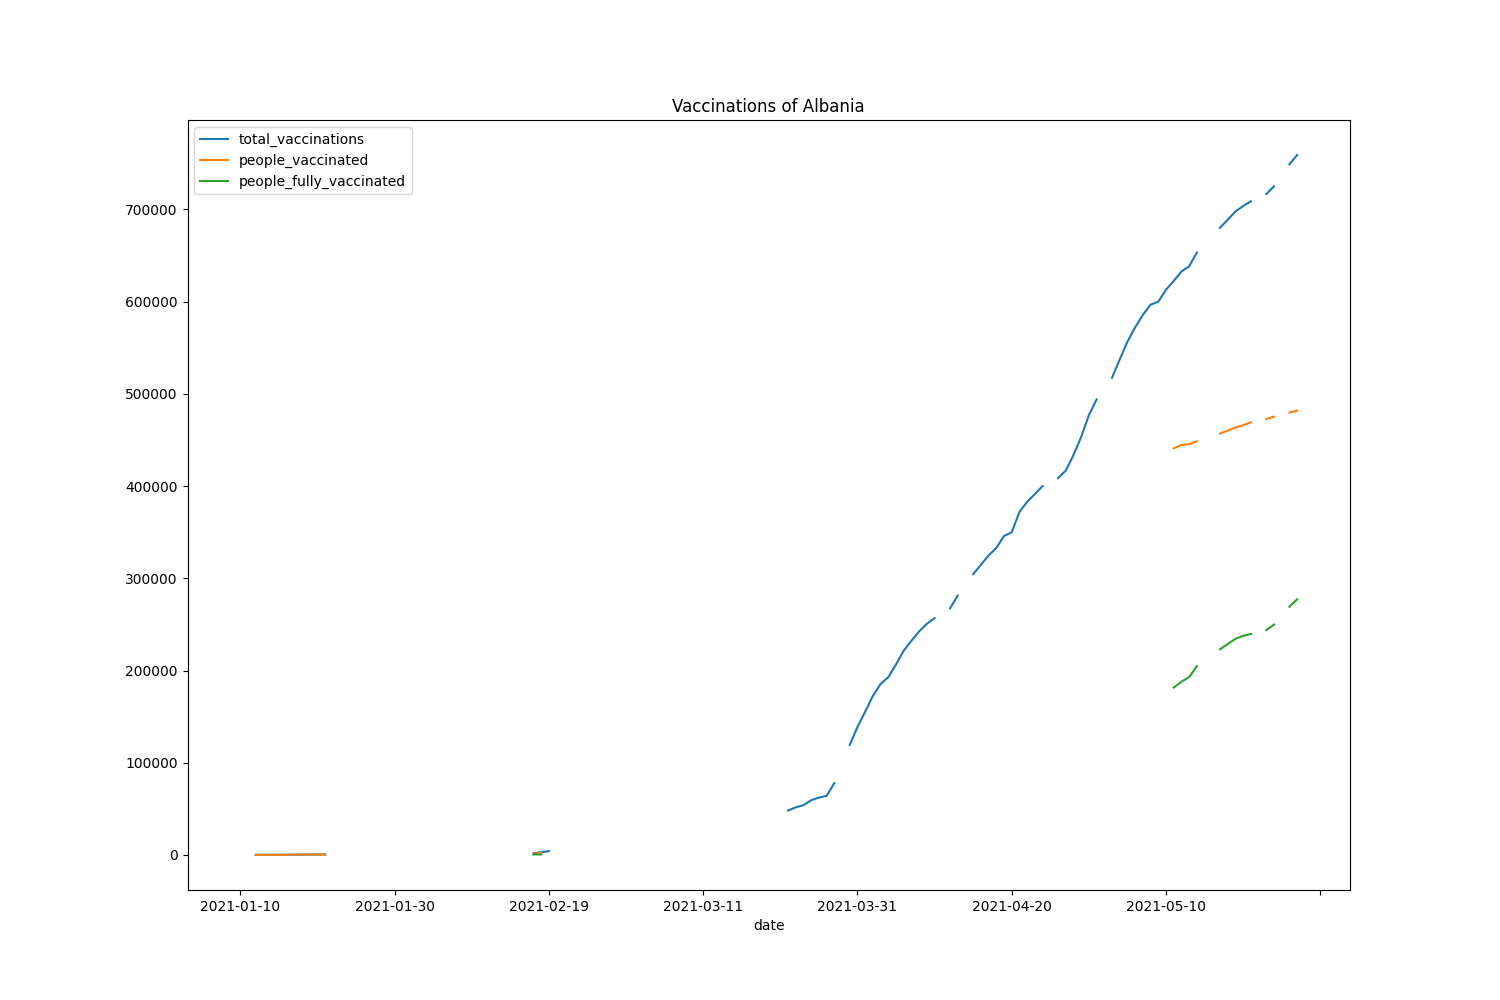 Vaccinations of Albania
total_vaccinations
people_vaccinated
people_fully_vaccinated
700000
600000
500000
400000
300000
200000
100000
0
2021-01-10 2021-01-30 2021-02-19 2021-03-11 2021-03-31 2021-04-20 2021-05-10
date